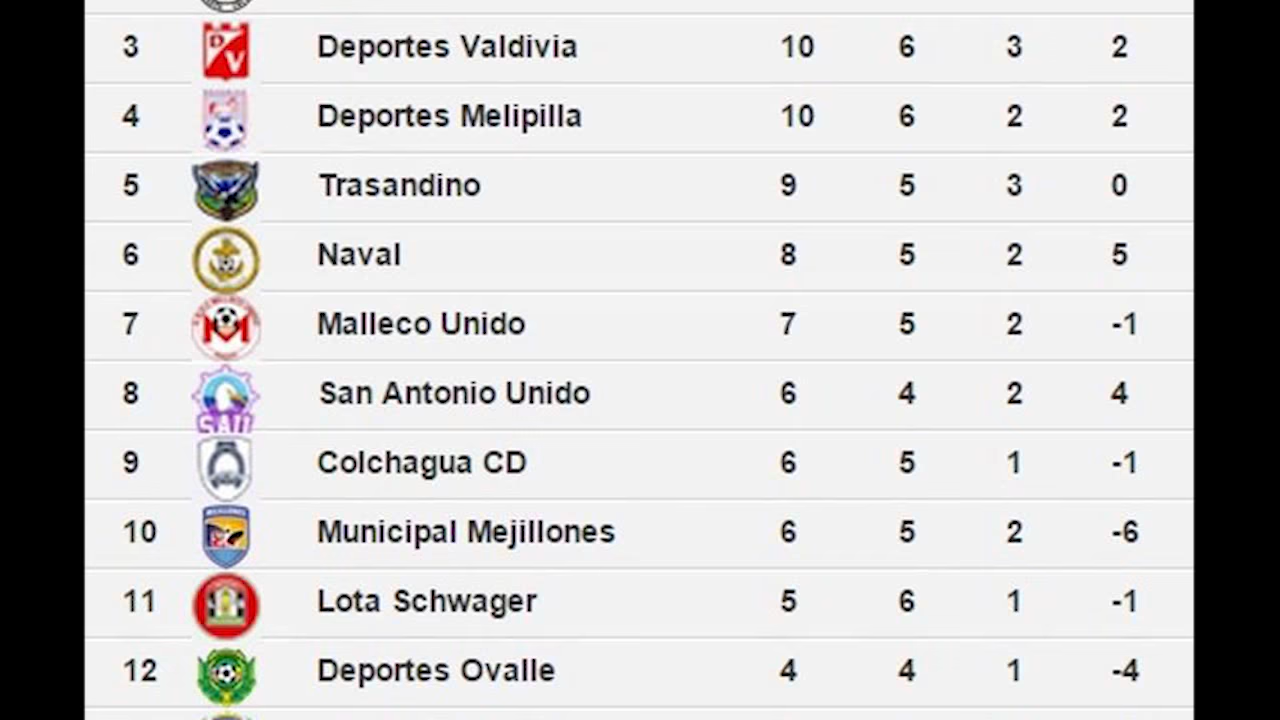 3 DV Deportes Valdivia 10 6 3 2
4 Deportes Melipilla 10 6 2 2
5 Trasandino 9 5 3 0
6 Naval 8 5 2 5
7 M Malleco Unido 7 5 2 -1
8 SAU San Antonio Unido 6 4 2 4
9 Colchagua CD 6 5 1 -1
10 Municipal Mejillones 6 5 2 -6
11 Lota Schwager 5 6 1 -1
12 Deportes Ovalle 4 4 1 -4